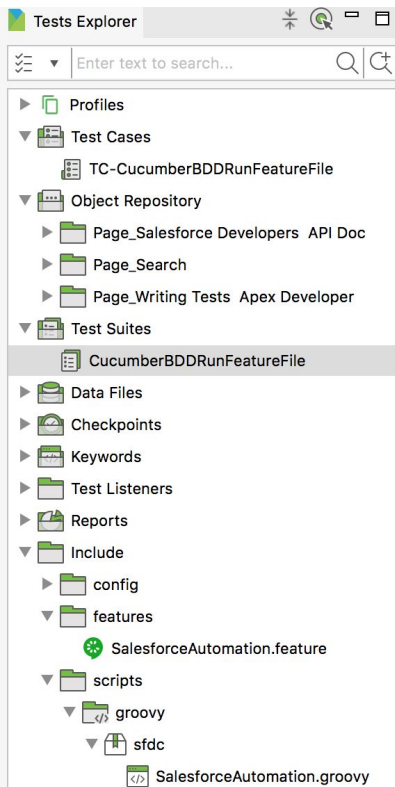 Tests Explorer
Enter text to search...
Profiles
Test Cases
TC-CucumberBDDRunFeatureFile
Object Repository
Page_Salesforce Developers  API Doc
Page_Search
Page_Writing Tests  Apex Developer
Test Suites
CucumberBDDRunFeatureFile
Data Files
Checkpoints
Keywords
Test Listeners
Reports
Include
config
features
SalesforceAutomation.feature
scripts
groovy
sfdc
SalesforceAutomation.groovy